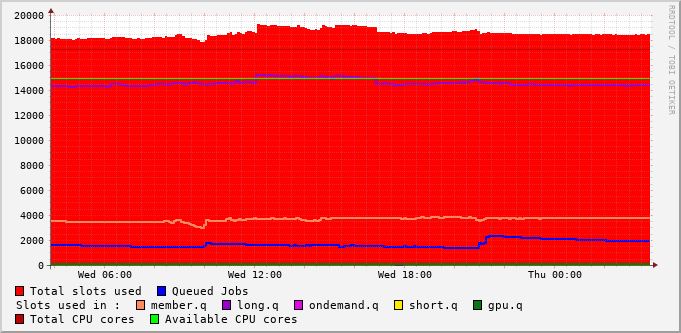 20000
18000
16000
14000
12000
10000
8000
6000
4000
2000
0
Wed 06:00 Wed 12:00 Wed 18:00 Thu 00:00
RRDTOOL / TOBI OETIKER
Total slots used Queued Jobs
Slots used in : member.q long.q ondemand.q short.q gpu.q
Total CPU cores Available CPU cores